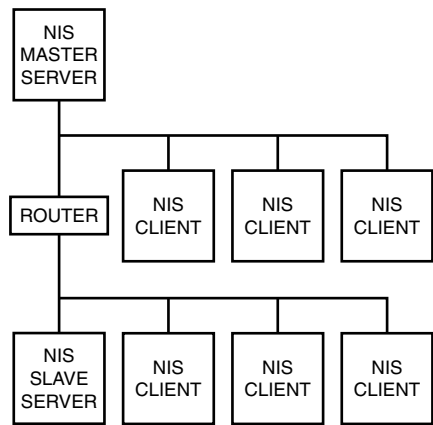 NIS
MASTER
SERVER
ROUTER
NIS
CLIENT
NIS
CLIENT
NIS
CLIENT
NIS
SLAVE
SERVER
NIS
CLIENT
NIS
CLIENT
NIS
CLIENT